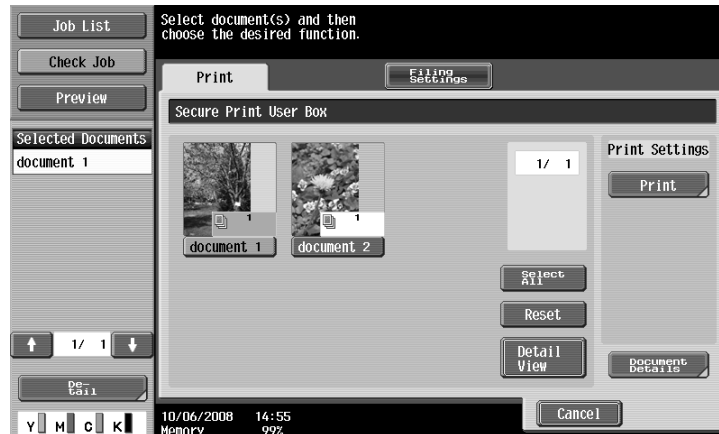 Job List
Check Job
Preview
Selected Documents
document 1
1/ 1
De-
tail
Y M C K
Select document(s) and then
choose the desired function.
Print
Filing
Settings
Secure Print User Box
1
document 1
1
document 2
1/ 1
Select
All
Reset
Detail
View
Print Settings
Print
Document
Details
10/06/2008 14:55
Memory 99%
Cancel